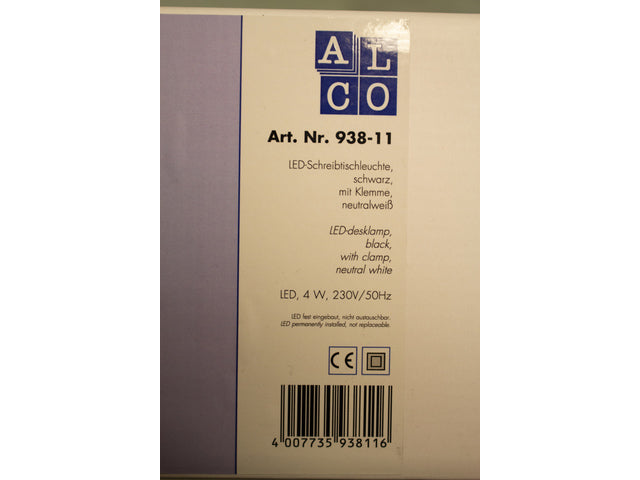 AL
CO
Art. Nr. 938-11
LED-Schreibtischleuchte,
schwarz,
mit Klemme,
neutralweiß
LED-desklamp,
black,
with clamp,
neutral white
LED, 4 W, 230V/50Hz
LED fest eingebaut, nicht austauschbar.
LED permanently installed, not replaceable.
CE
4 007735 938116